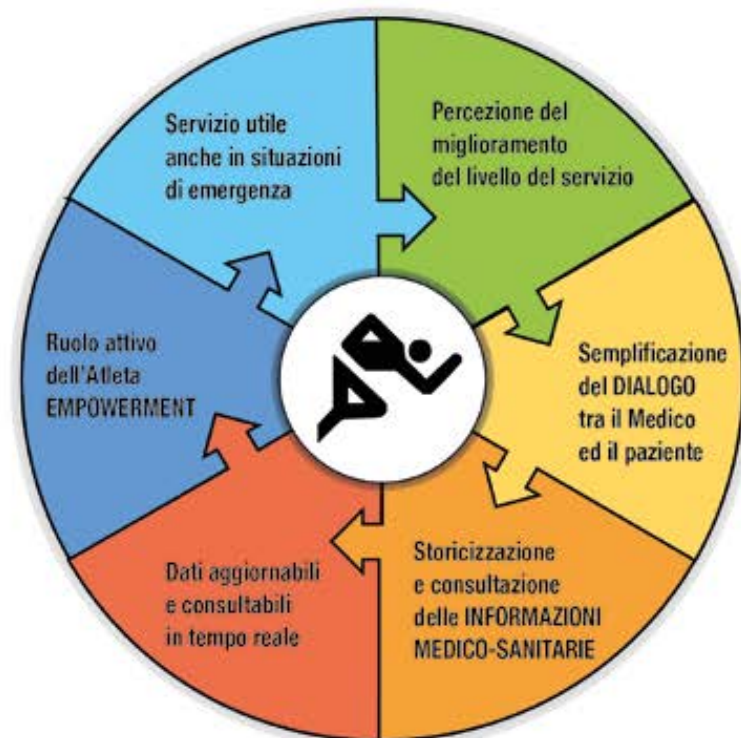 Servizio utile
anche in situazioni
di emergenza
Percezione del
miglioramento
del livello del servizio
Semplificazione
del DIALOGO
tra il Medico
ed il paziente
Storicizzazione
e consultazione
delle INFORMAZIONI
MEDICO-SANITARIE
Dati aggiornabili
e consultabili
in tempo reale
Ruolo attivo
dell'Atleta
EMPOWERMENT